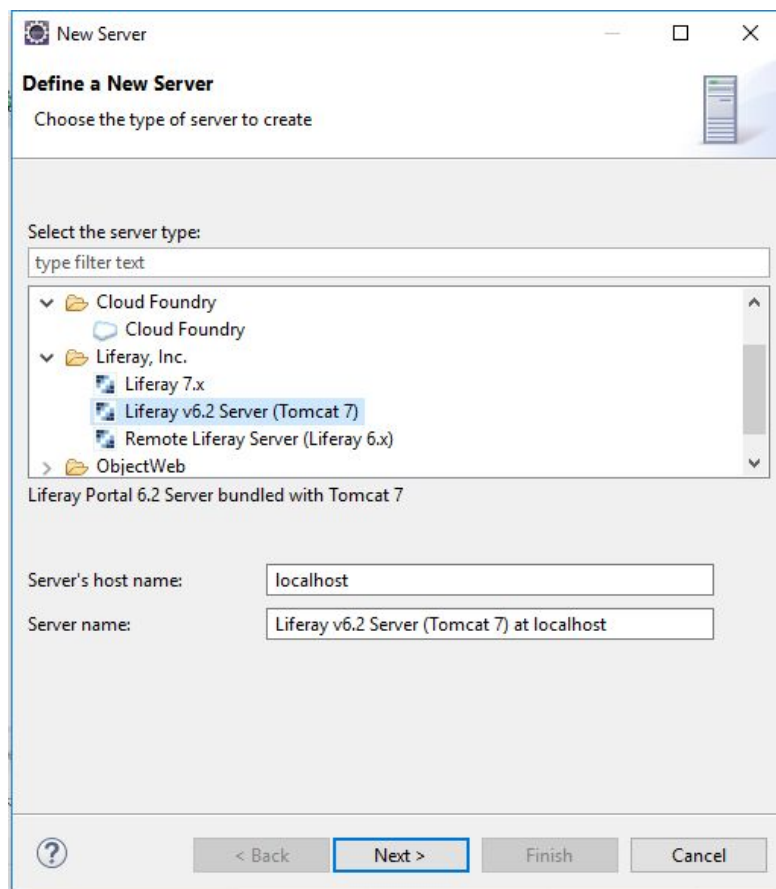 New Server
Define a New Server
Choose the type of server to create
Select the server type:
type filter text
Cloud Foundry
Cloud Foundry
Liferay, Inc.
Liferay 7.x
Liferay v6.2 Server (Tomcat 7)
Remote Liferay Server (Liferay 6.x)
ObjectWeb
Liferay Portal 6.2 Server bundled with Tomcat 7
Server's host name: localhost
Server name: Liferay v6.2 Server (Tomcat 7) at localhost
? < Back Next > Finish Cancel